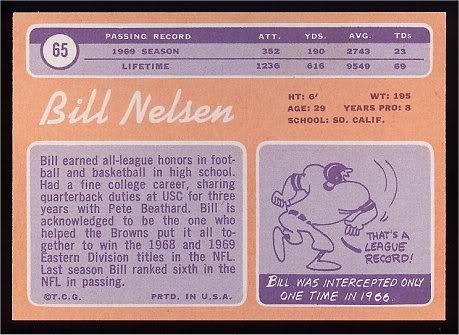 65
PASSING RECORD ATT. YDS. AVG. TDs
1969 SEASON 352 190 2743 23
LIFETIME 1236 616 9549 69
Bill Nelsen
HT: 6' WT: 195
AGE: 29 YEARS PRO: 8
SCHOOL: SO. CALIF.
Bill earned all-league honors in foot-
ball and basketball in high school.
Had a fine college career, sharing
quarterback duties at USC for three
years with Pete Beathard. Bill is
acknowledged to be the one who
helped the Browns put it all to-
gether to win the 1968 and 1969
Eastern Division titles in the NFL.
Last season Bill ranked sixth in the
NFL in passing.
©T.C.G. PRTD. IN U.S.A.
THAT'S A
LEAGUE
RECORD!
BILL WAS INTERCEPTED ONLY
ONE TIME IN 1966.